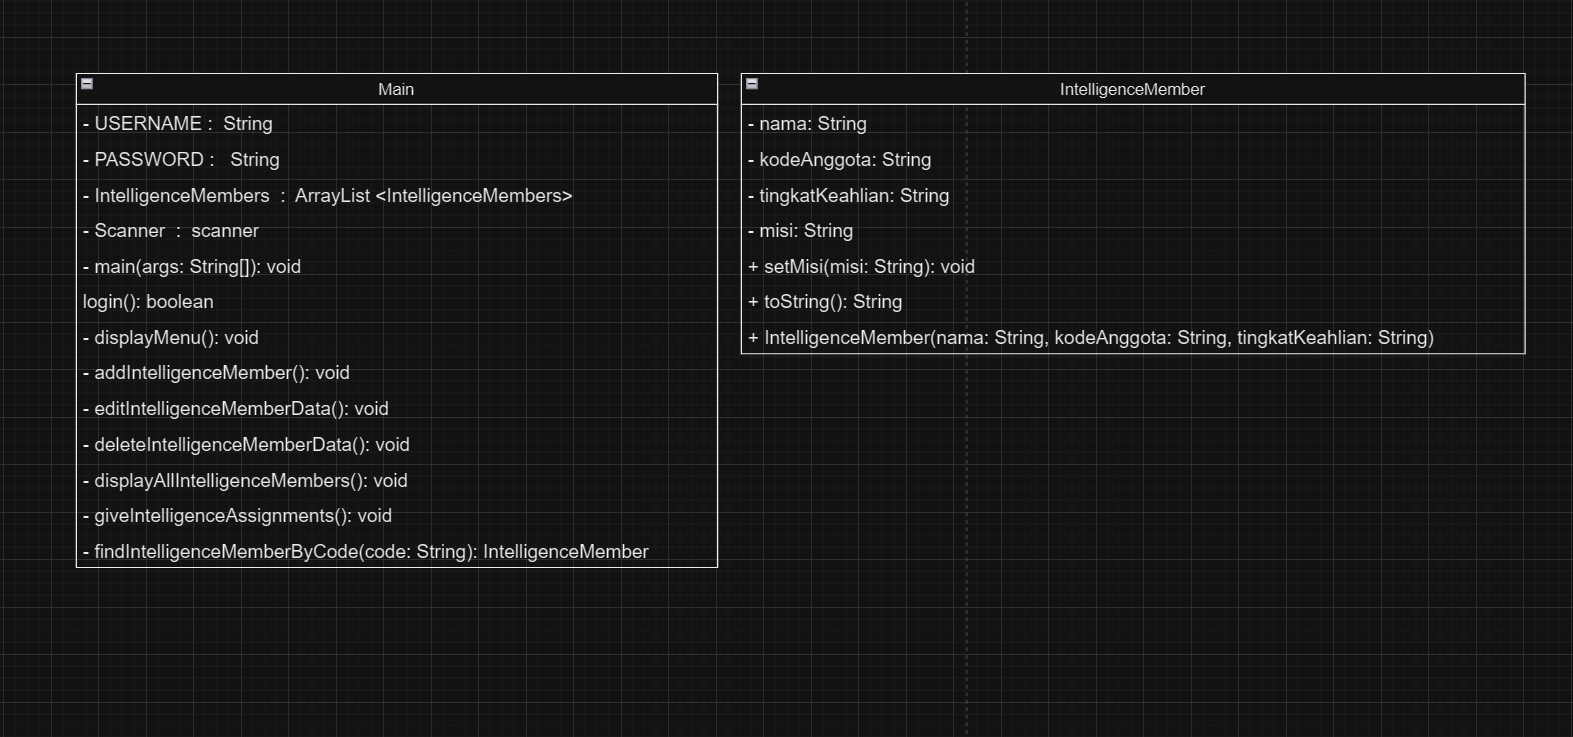 Main
- USERNAME : String
- PASSWORD : String
- IntelligenceMembers : ArrayList <IntelligenceMembers>
- Scanner : scanner
- main(args: String[]): void
login(): boolean
- displayMenu(): void
- addIntelligenceMember(): void
- editIntelligenceMemberData(): void
- deleteIntelligenceMemberData(): void
- displayAllIntelligenceMembers(): void
- giveIntelligenceAssignments(): void
- findIntelligenceMemberByCode(code: String): IntelligenceMember
IntelligenceMember
- nama: String
- kodeAnggota: String
- tingkatKeahlian: String
- misi: String
+ setMisi(misi: String): void
+ toString(): String
+ IntelligenceMember(nama: String, kodeAnggota: String, tingkatKeahlian: String)